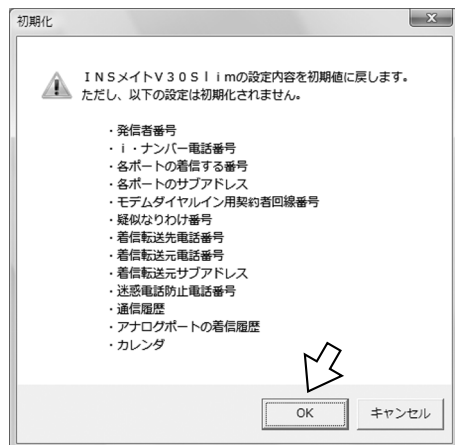 初期化
ＩＮＳメイトＶ３０Ｓｌｉｍの設定内容を初期値に戻します。
ただし、以下の設定は初期化されません。
・発信者番号
・ｉ・ナンバー電話番号
・各ポートの着信する番号
・各ポートのサブアドレス
・モデムダイヤルイン用契約者回線番号
・疑似なりわけ番号
・着信転送先電話番号
・着信転送元電話番号
・着信転送元サブアドレス
・迷惑電話防止電話番号
・通信履歴
・アナログポートの着信履歴
・カレンダ
OK
キャンセル